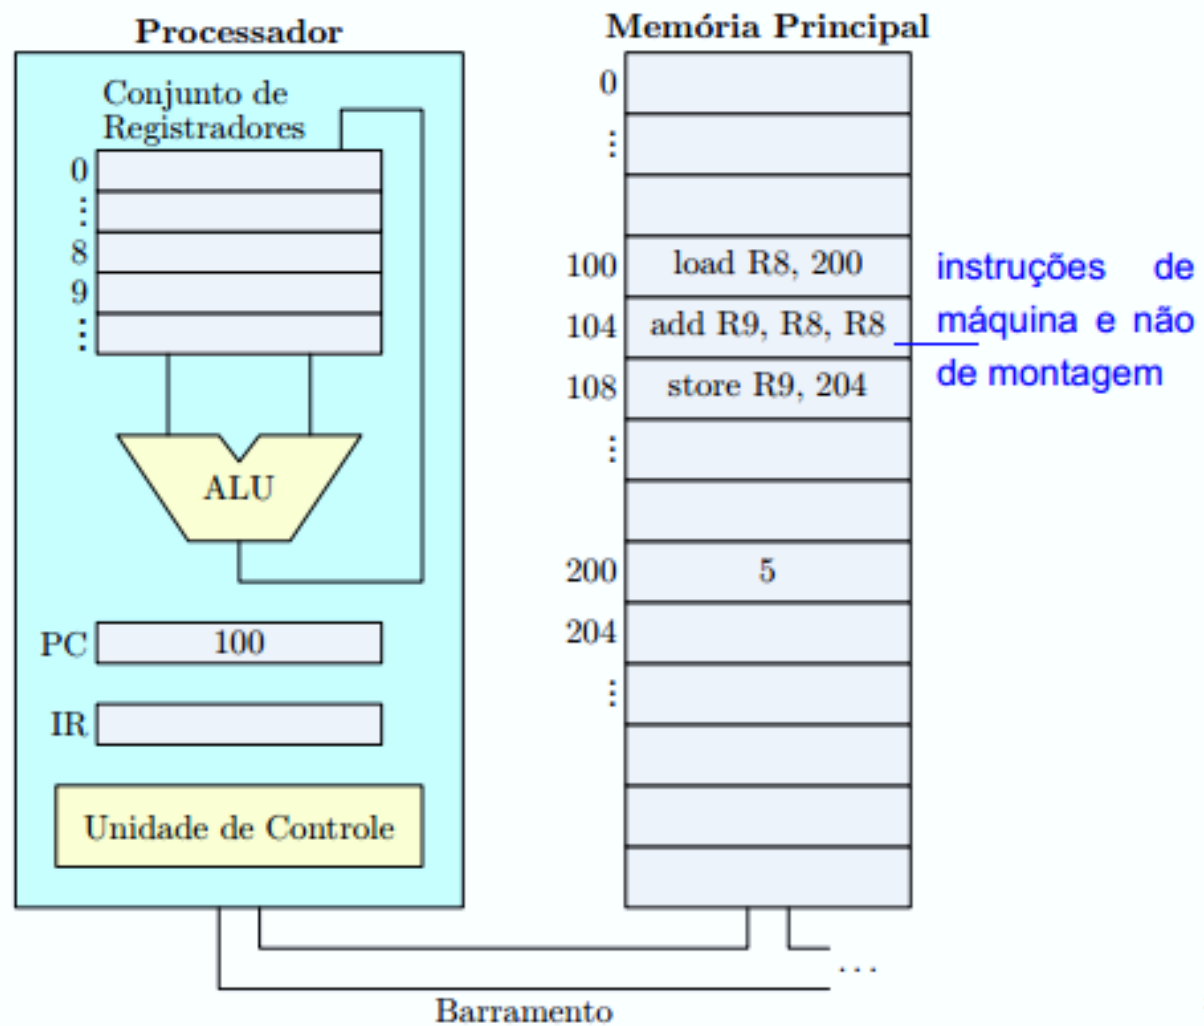 Processador
Conjunto de
Registradores
0
⋮
8
9
⋮
ALU
PC 100
IR
Unidade de Controle
Memória Principal
0
⋮
100 load R8, 200
104 add R9, R8, R8
108 store R9, 204
⋮
200 5
204
⋮
instruções de
máquina e não
de montagem
...
Barramento